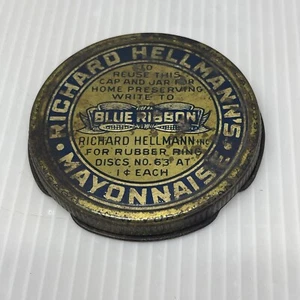 RICHARD HELLMANN'S
TO
REUSE THIS
CAP AND JAR FOR
HOME PRESERVING
WRITE TO
BLUE RIBBON
RICHARD HELLMANN INC
FOR RUBBER RING
DISCS NO. 63 AT
1¢ EACH
MAYONNAISE